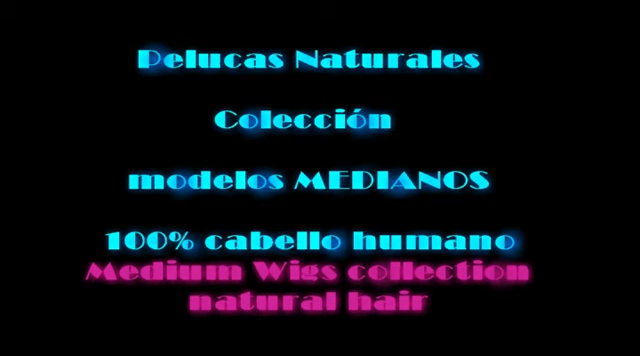 Pelucas Naturales
Colección
modelos MEDIANOS
100% cabello humano
Medium Wigs collection
natural hair